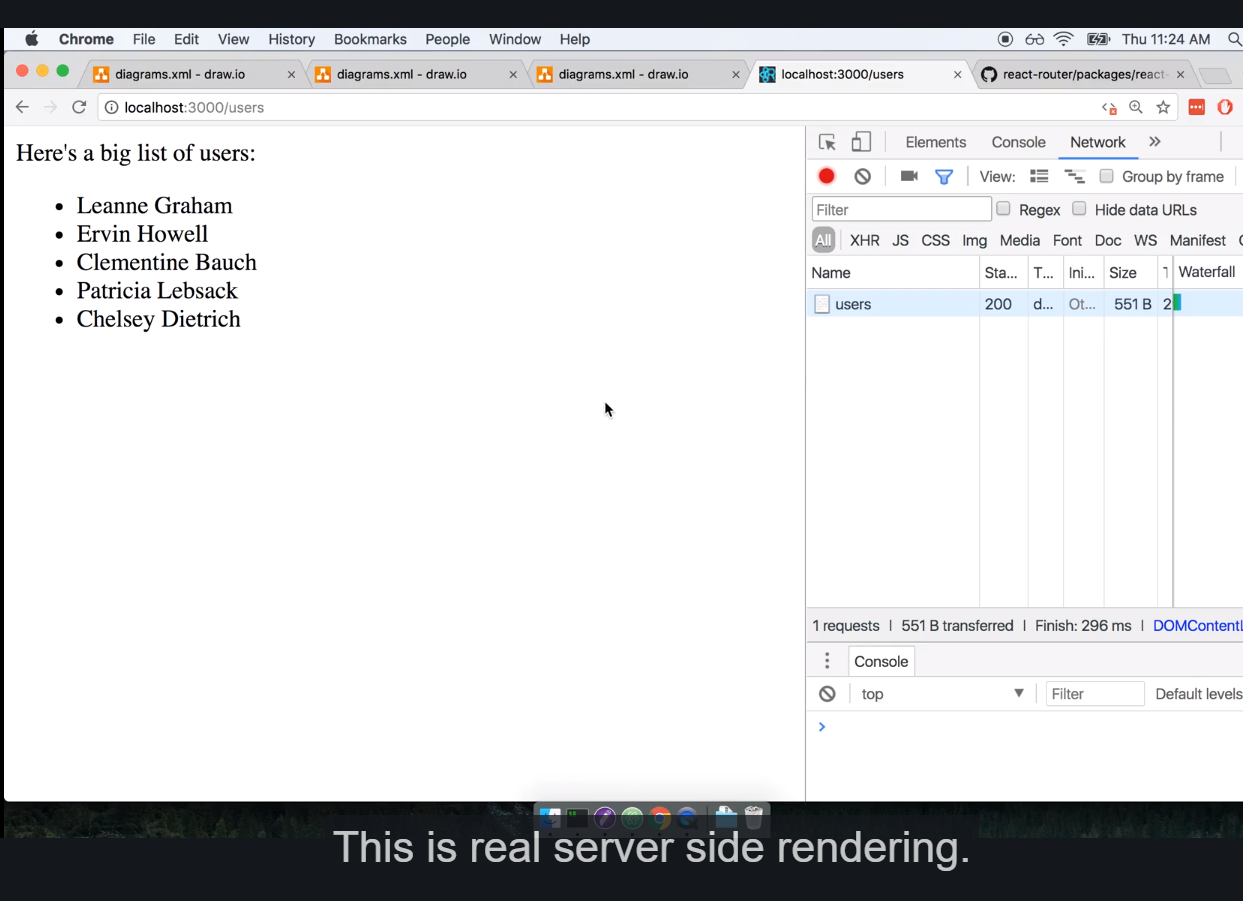 Chrome File Edit View History Bookmarks People Window Help Thu 11:24 AM
diagrams.xml - draw.io diagrams.xml - draw.io diagrams.xml - draw.io localhost:3000/users react-router/packages/react-
localhost:3000/users
Here's a big list of users:
• Leanne Graham
• Ervin Howell
• Clementine Bauch
• Patricia Lebsack
• Chelsey Dietrich
Elements Console Network
View: Group by frame
Filter Regex Hide data URLs
All XHR JS CSS Img Media Font Doc WS Manifest
Name Sta... T... Ini... Size Waterfall
users 200 d... Ot... 551 B 2
1 requests | 551 B transferred | Finish: 296 ms | DOMContentL
Console
top Filter Default levels
This is real server side rendering.